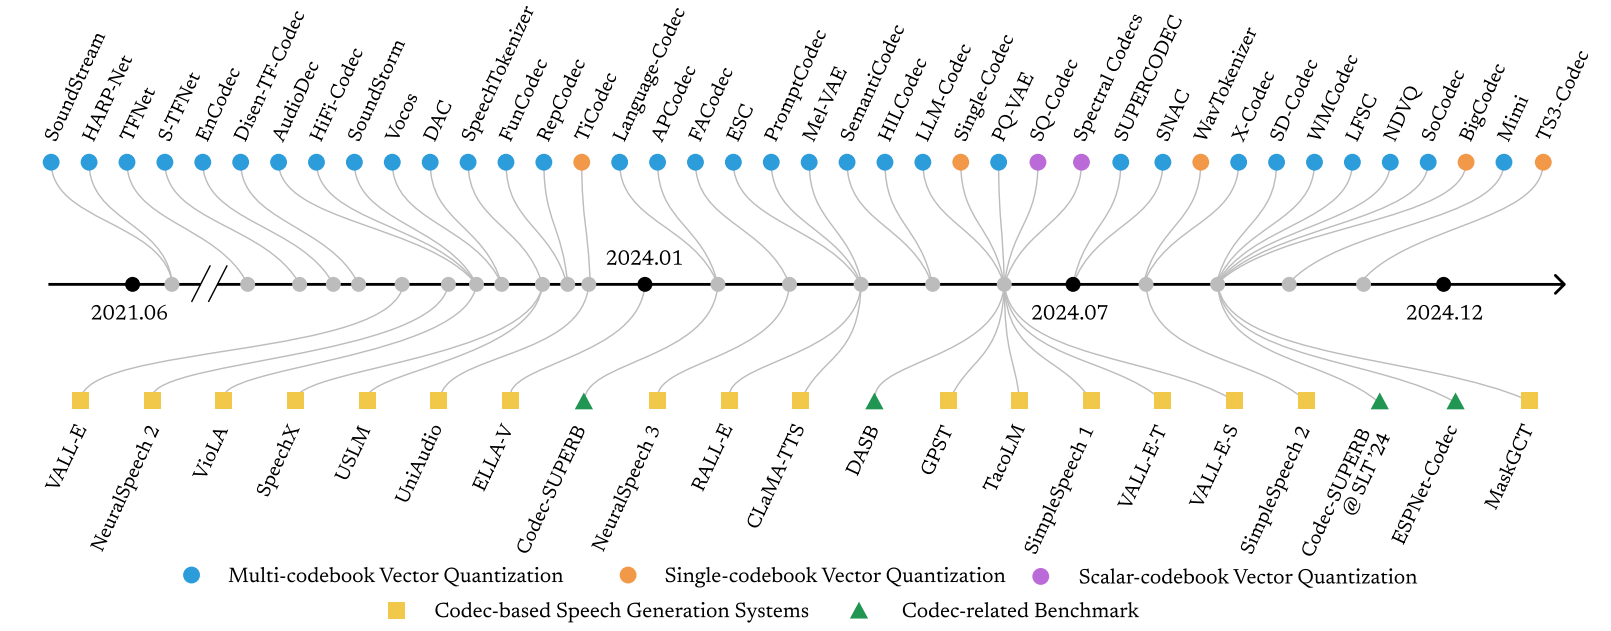 SoundStream
HARP-Net
TFNet
S-TFNet
EnCodec
Disen-TF-Codec
AudioDec
HiFi-Codec
SoundStorm
Vocos
DAC
SpeechTokenizer
FunCodec
RepCodec
TiCodec
Language-Codec
APCodec
FACodec
ESC
PromptCodec
Mel-VAE
SemantiCodec
HILCodec
LLM-Codec
Single-Codec
PQ-VAE
SQ-Codec
Spectral Codecs
SUPERCODEC
SNAC
WavTokenizer
X-Codec
SD-Codec
WMCodec
LFSC
NDVQ
SoCodec
BigCodec
Mimi
TS3-Codec
2021.06
2024.01
2024.07
2024.12
VALL-E
NeuralSpeech 2
VioLA
SpeechX
USLM
UniAudio
ELLA-V
Codec-SUPERB
NeuralSpeech 3
RALL-E
CLaMA-TTS
DASB
GPST
TacoLM
SimpleSpeech 1
VALL-E-T
VALL-E-S
SimpleSpeech 2
Codec-SUPERB
@ SLT '24
ESPNet-Codec
MaskGCT
Multi-codebook Vector Quantization
Single-codebook Vector Quantization
Scalar-codebook Vector Quantization
Codec-based Speech Generation Systems
Codec-related Benchmark